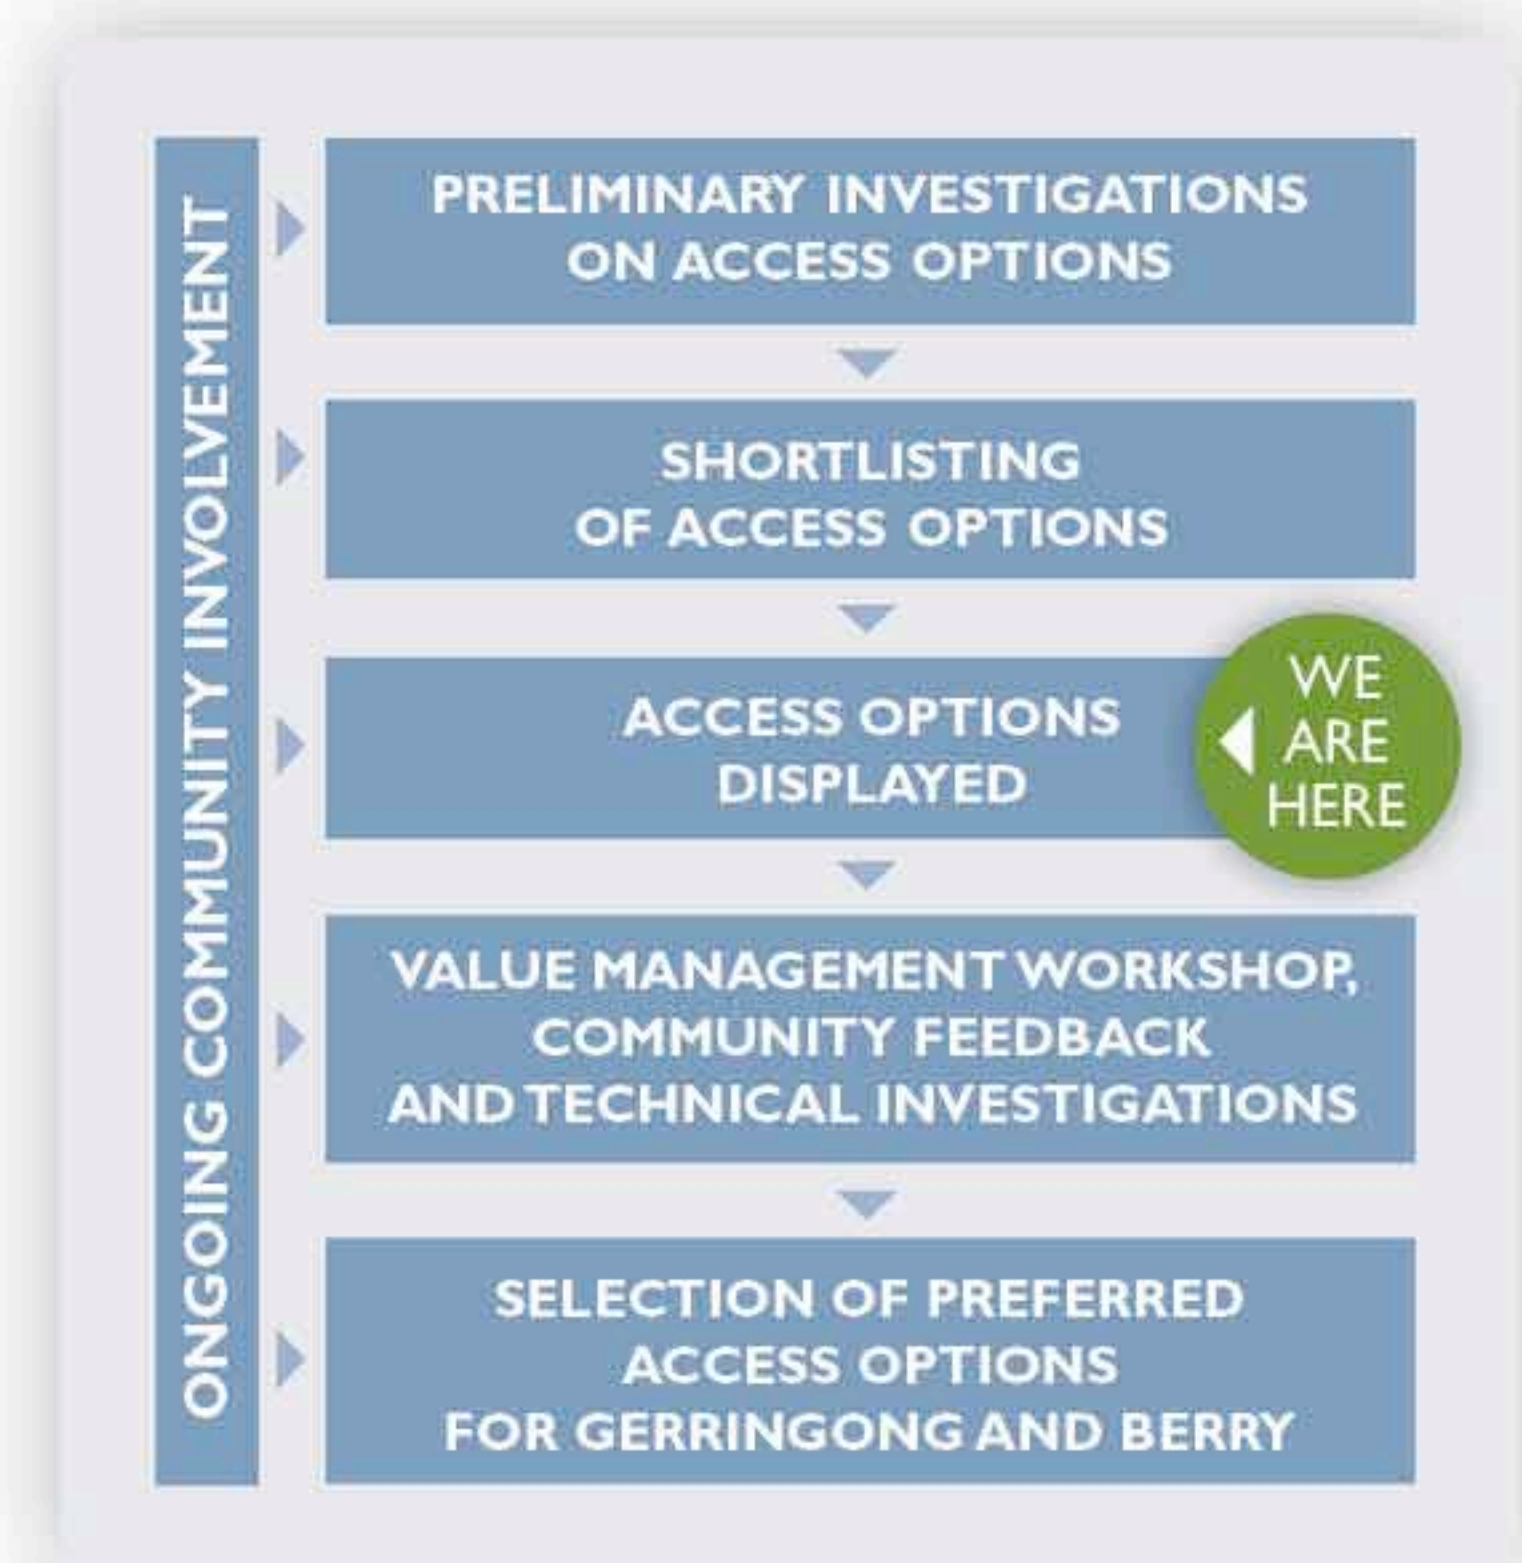 ONGOING COMMUNITY INVOLVEMENT
PRELIMINARY INVESTIGATIONS
ON ACCESS OPTIONS
SHORTLISTING
OF ACCESS OPTIONS
ACCESS OPTIONS
DISPLAYED
WE
ARE
HERE
VALUE MANAGEMENT WORKSHOP,
COMMUNITY FEEDBACK
AND TECHNICAL INVESTIGATIONS
SELECTION OF PREFERRED
ACCESS OPTIONS
FOR GERRINGONG AND BERRY